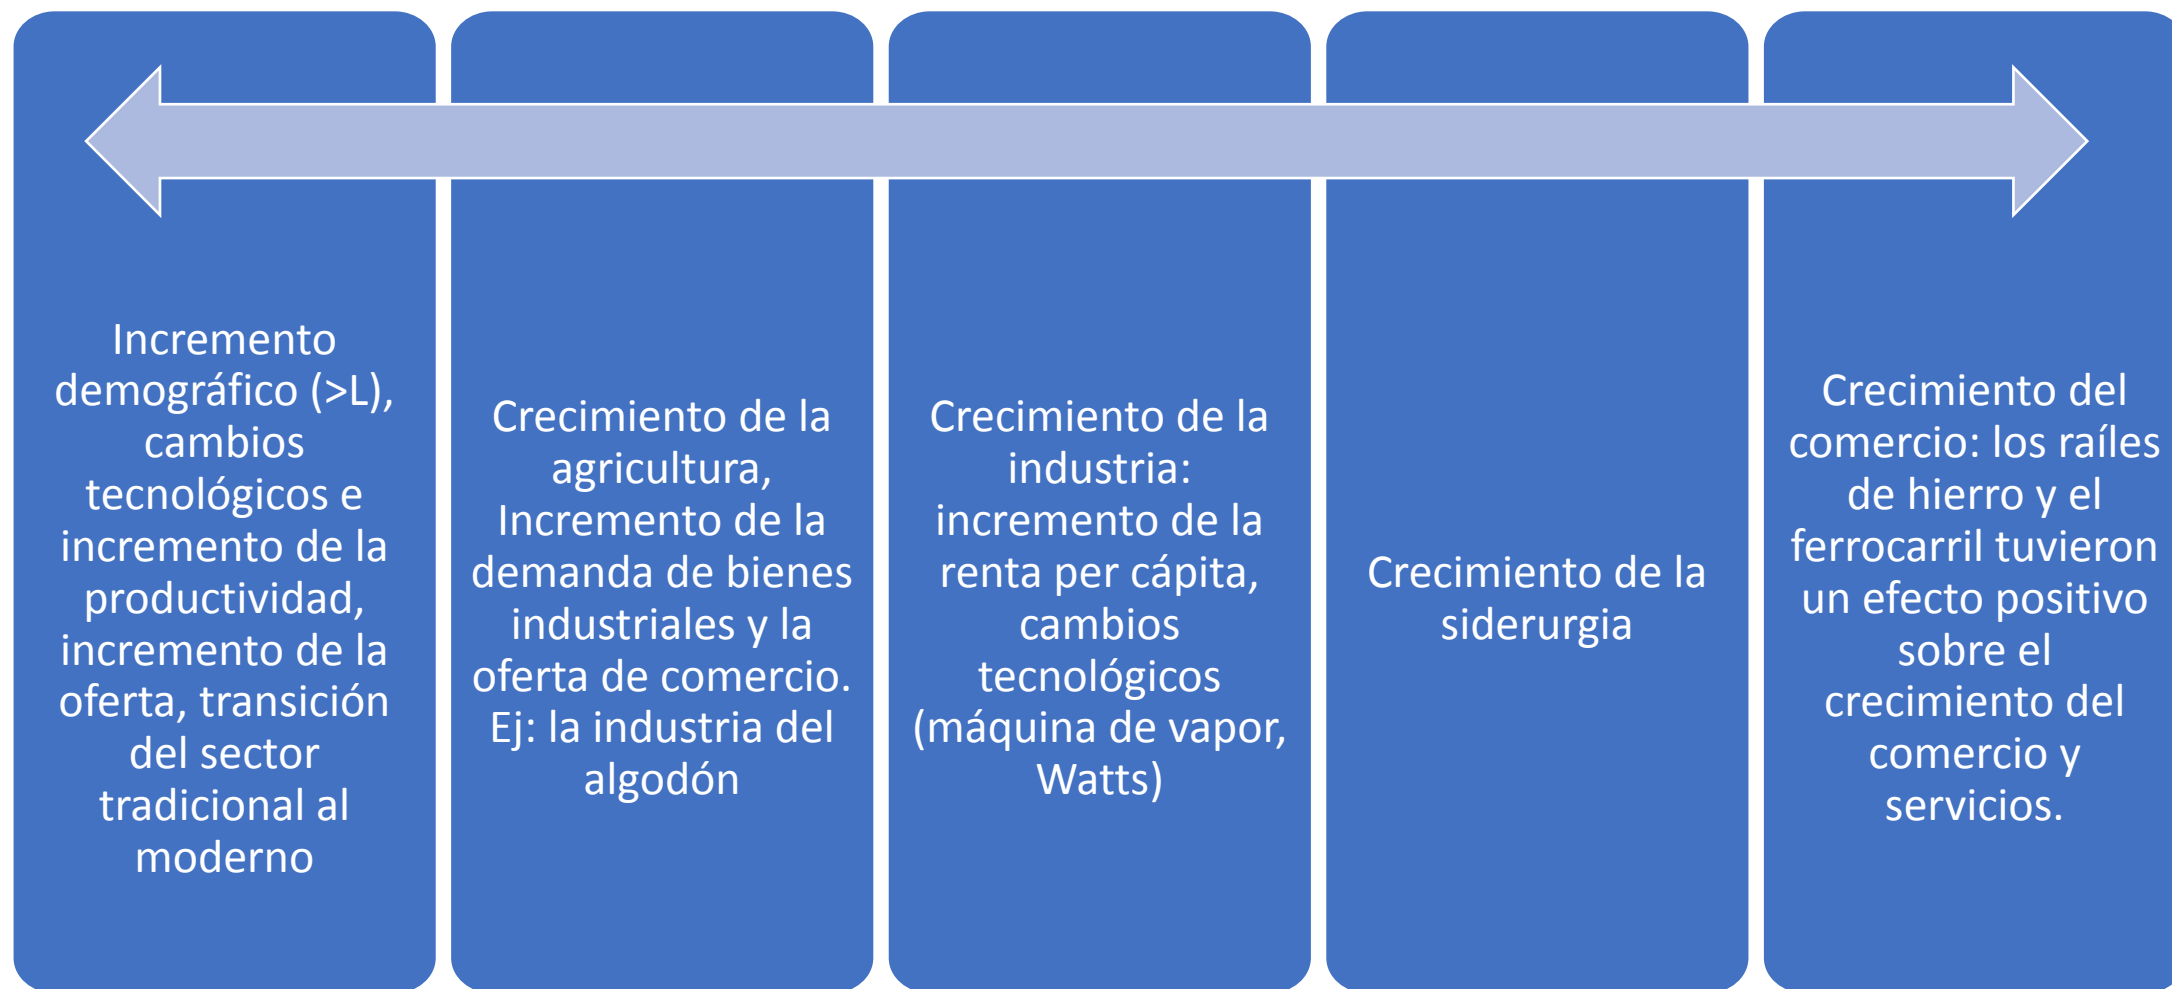 Incremento
demográfico (>L),
cambios
tecnológicos e
incremento de la
productividad,
incremento de la
oferta, transición
del sector
tradicional al
moderno
Crecimiento de la
agricultura,
Incremento de la
demanda de bienes
industriales y la
oferta de comercio.
Ej: la industria del
algodón
Crecimiento de la
industria:
incremento de la
renta per cápita,
cambios
tecnológicos
(máquina de vapor,
Watts)
Crecimiento de la
siderurgia
Crecimiento del
comercio: los raíles
de hierro y el
ferrocarril tuvieron
un efecto positivo
sobre el
crecimiento del
comercio y
servicios.